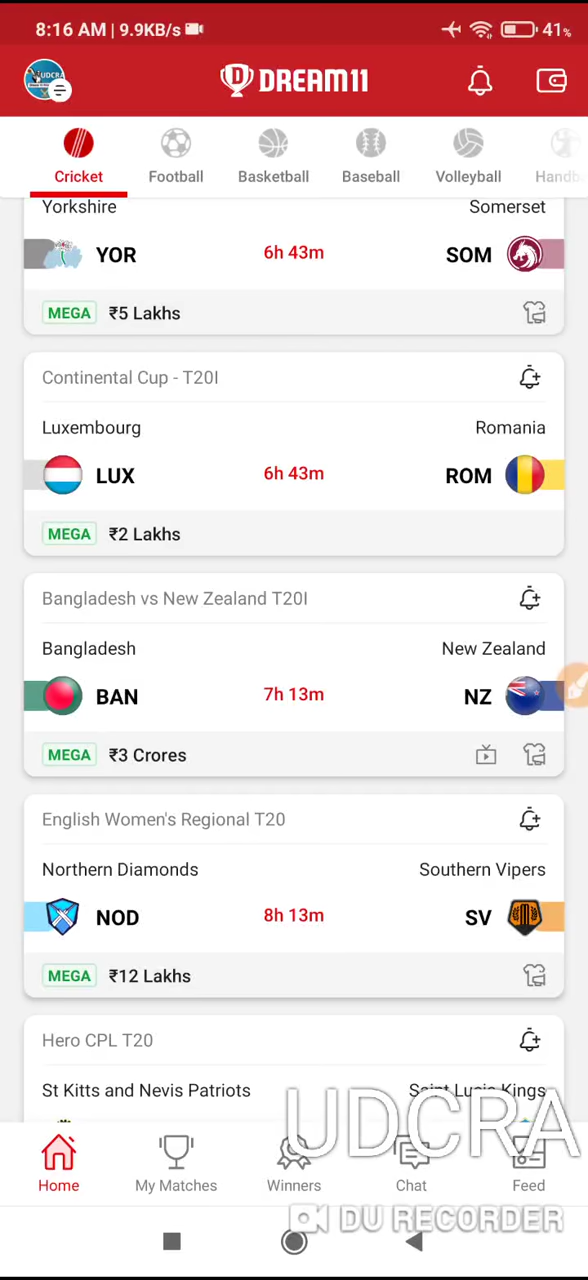 8:16 AM | 9.9KB/s 41%
UDCRA
DREAM11
Cricket Football Basketball Baseball Volleyball Handb
Yorkshire Somerset
YOR 6h 43m SOM
MEGA ₹5 Lakhs
Continental Cup - T20I
Luxembourg Romania
LUX 6h 43m ROM
MEGA ₹2 Lakhs
Bangladesh vs New Zealand T20I
Bangladesh New Zealand
BAN 7h 13m NZ
MEGA ₹3 Crores
English Women's Regional T20
Northern Diamonds Southern Vipers
NOD 8h 13m SV
MEGA ₹12 Lakhs
Hero CPL T20
St Kitts and Nevis Patriots Saint Lucia Kings
UDCRA
Home My Matches Winners Chat Feed
DU RECORDER